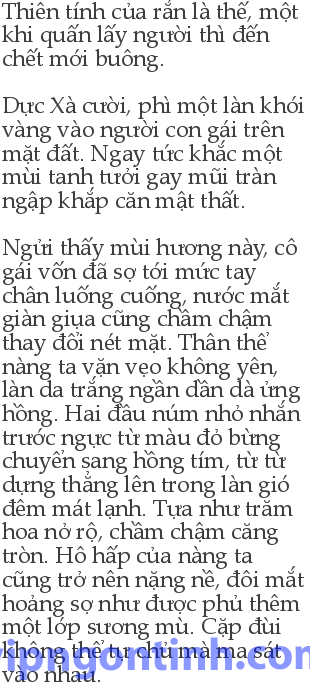 Thiên tính của rắn là thế, một
khi quấn lấy người thì đến
chết mới buông.
Dực Xà cười, phì một làn khói
vàng vào người con gái trên
mặt đất. Ngay tức khắc một
mùi tanh tưởi gay mũi tràn
ngập khắp căn mật thất.
Ngửi thấy mùi hương này, cô
gái vốn đã sợ tới mức tay
chân luống cuống, nước mắt
giàn giụa cũng chầm chậm
thay đổi nét mặt. Thân thể
nàng ta vặn vẹo không yên,
làn da trắng ngần dần dà ửng
hồng. Hai đầu núm nhỏ nhắn
trước ngực từ màu đỏ bừng
chuyển sang hồng tím, từ từ
dựng thẳng lên trong làn gió
đêm mát lạnh. Tựa như trăm
hoa nở rộ, chầm chậm căng
tròn. Hô hấp của nàng ta
cũng trở nên nặng nề, đôi mắt
hoảng sợ như được phủ thêm
một lớp sương mù. Cặp đùi
không thể tự chủ mà ma sát
vào nhau.
ipngontinh.com